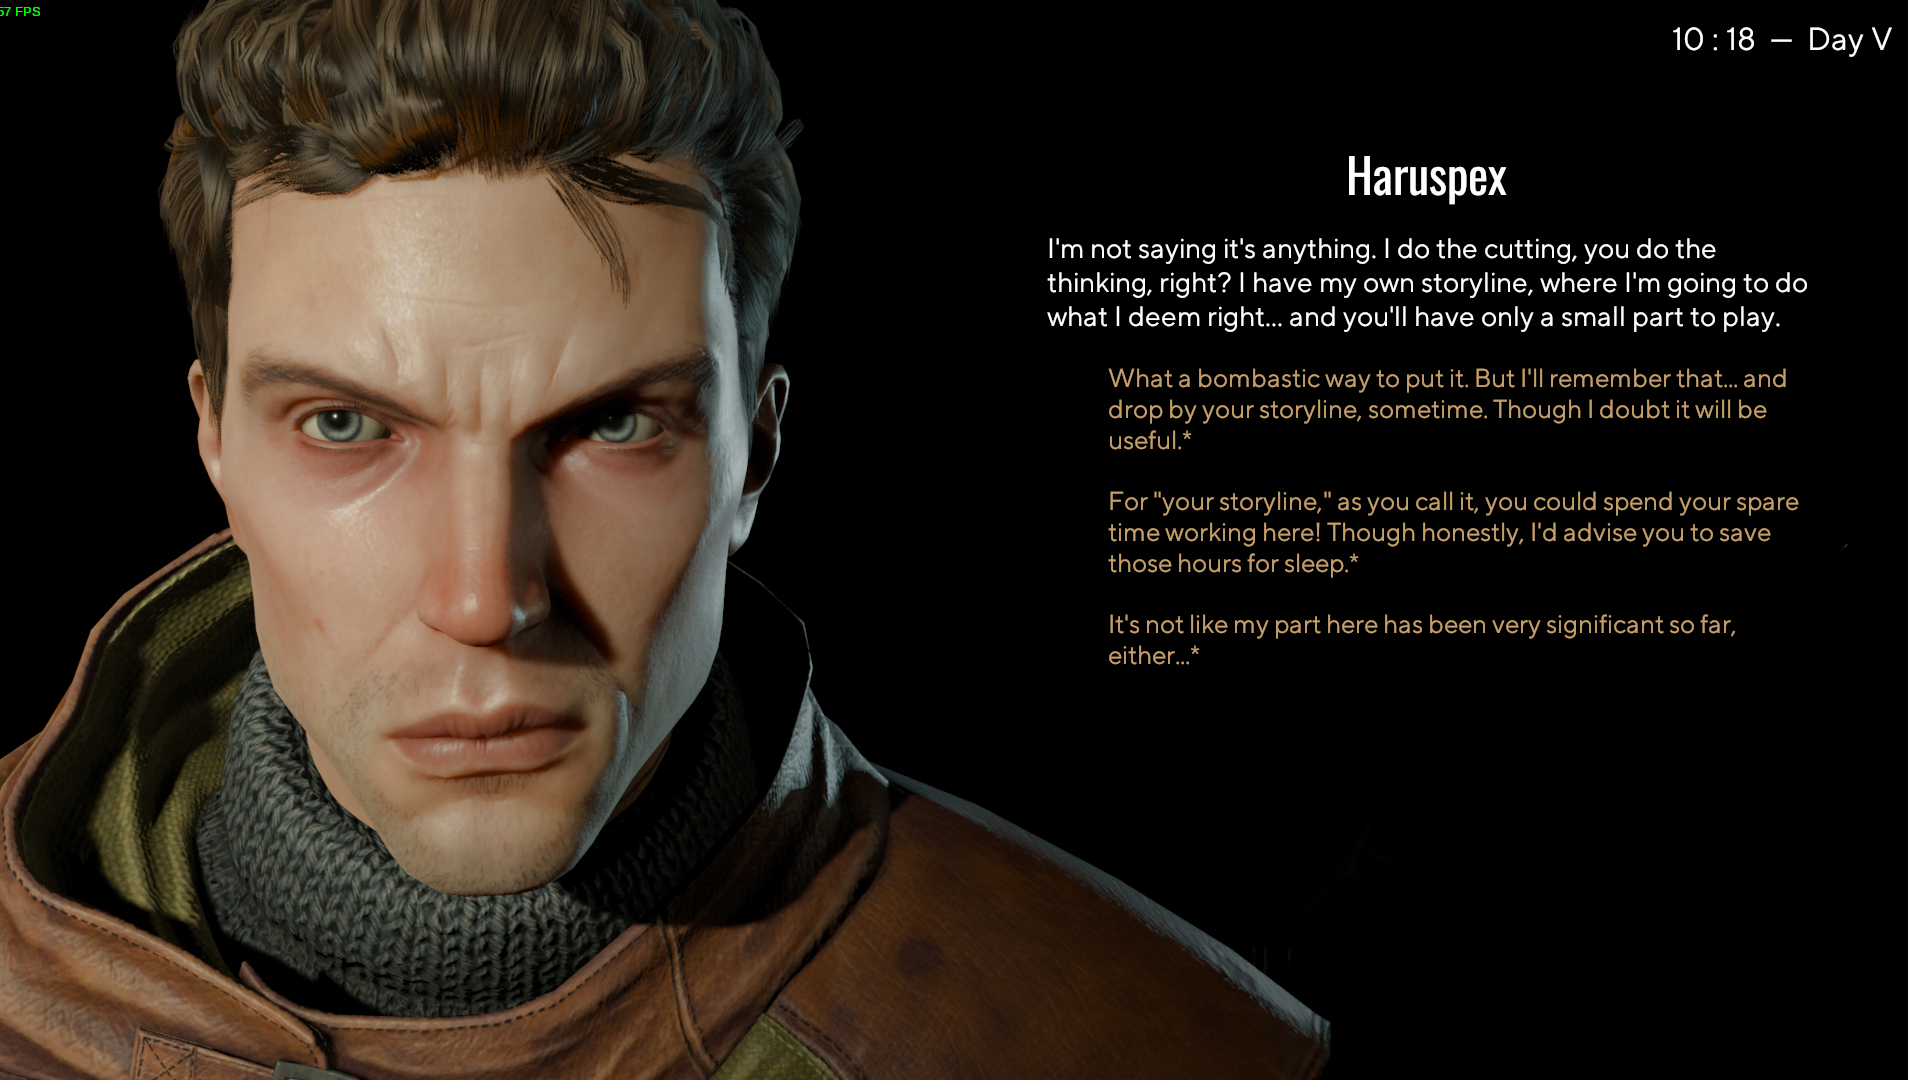 57 FPS
10 : 18 — Day V
Haruspex
I'm not saying it's anything. I do the cutting, you do the
thinking, right? I have my own storyline, where I'm going to do
what I deem right... and you'll have only a small part to play.
What a bombastic way to put it. But I'll remember that... and
drop by your storyline, sometime. Though I doubt it will be
useful.*
For "your storyline," as you call it, you could spend your spare
time working here! Though honestly, I'd advise you to save
those hours for sleep.*
It's not like my part here has been very significant so far,
either...*